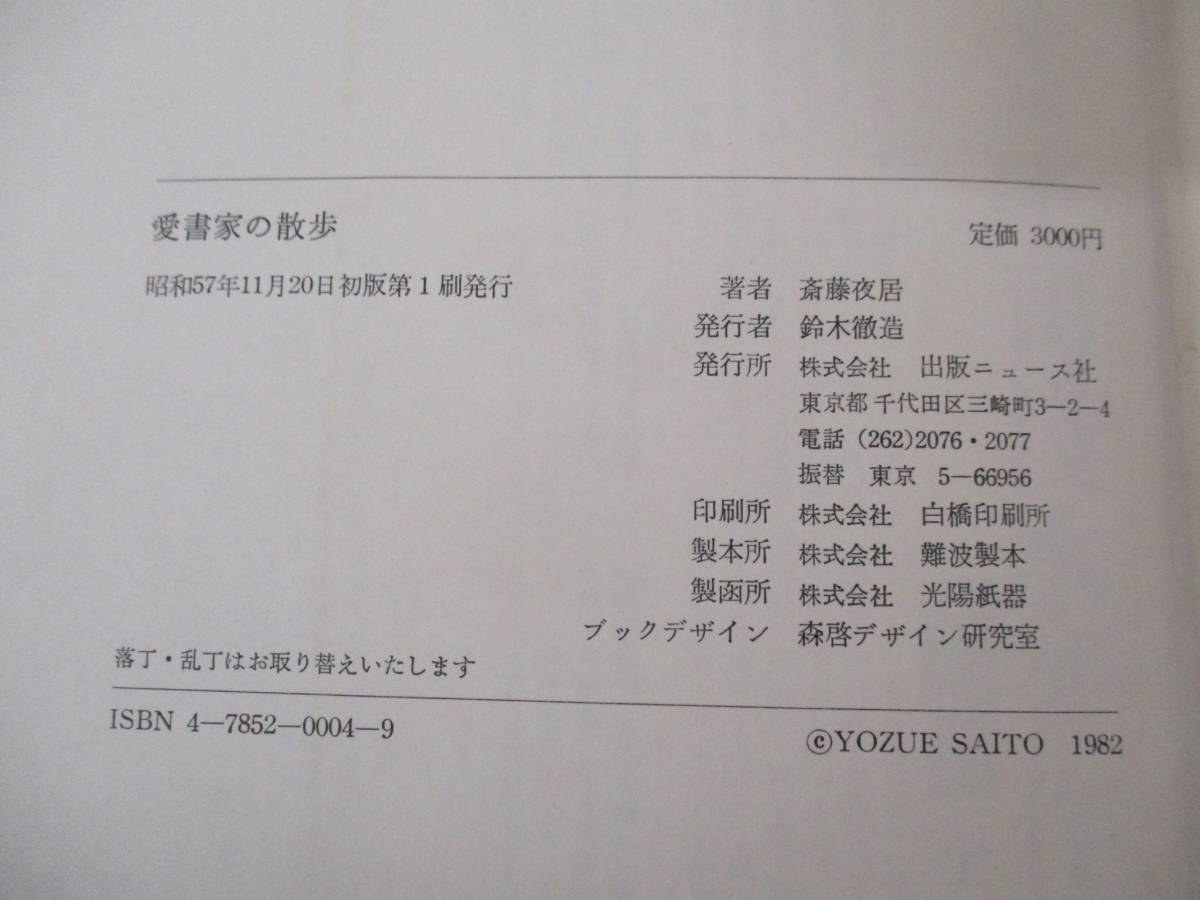 愛書家の散歩
定価 3000円
昭和57年11月20日初版第1刷発行
著者 斎藤夜居
発行者 鈴木徹造
発行所 株式会社 出版ニュース社
東京都千代田区三崎町3—2—4
電話 (262)2076・2077
振替 東京 5—66956
印刷所 株式会社 白橋印刷所
製本所 株式会社 難波製本
製函所 株式会社 光陽紙器
ブックデザイン 森啓デザイン研究室
落丁・乱丁はお取り替えいたします
ISBN 4—7852—0004—9
©YOZUE SAITO 1982